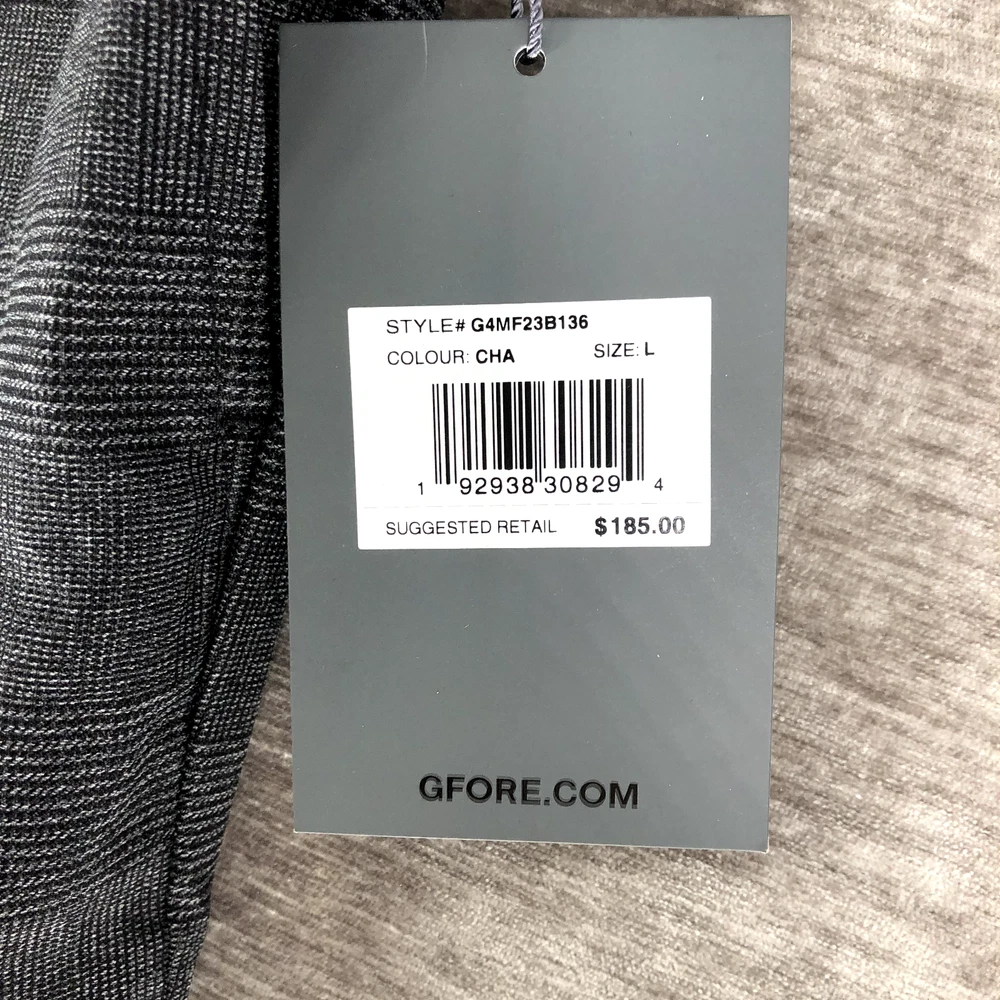 STYLE# G4MF23B136
COLOUR: CHA SIZE: L
1 92938 30829 4
SUGGESTED RETAIL $185.00
GFORE.COM